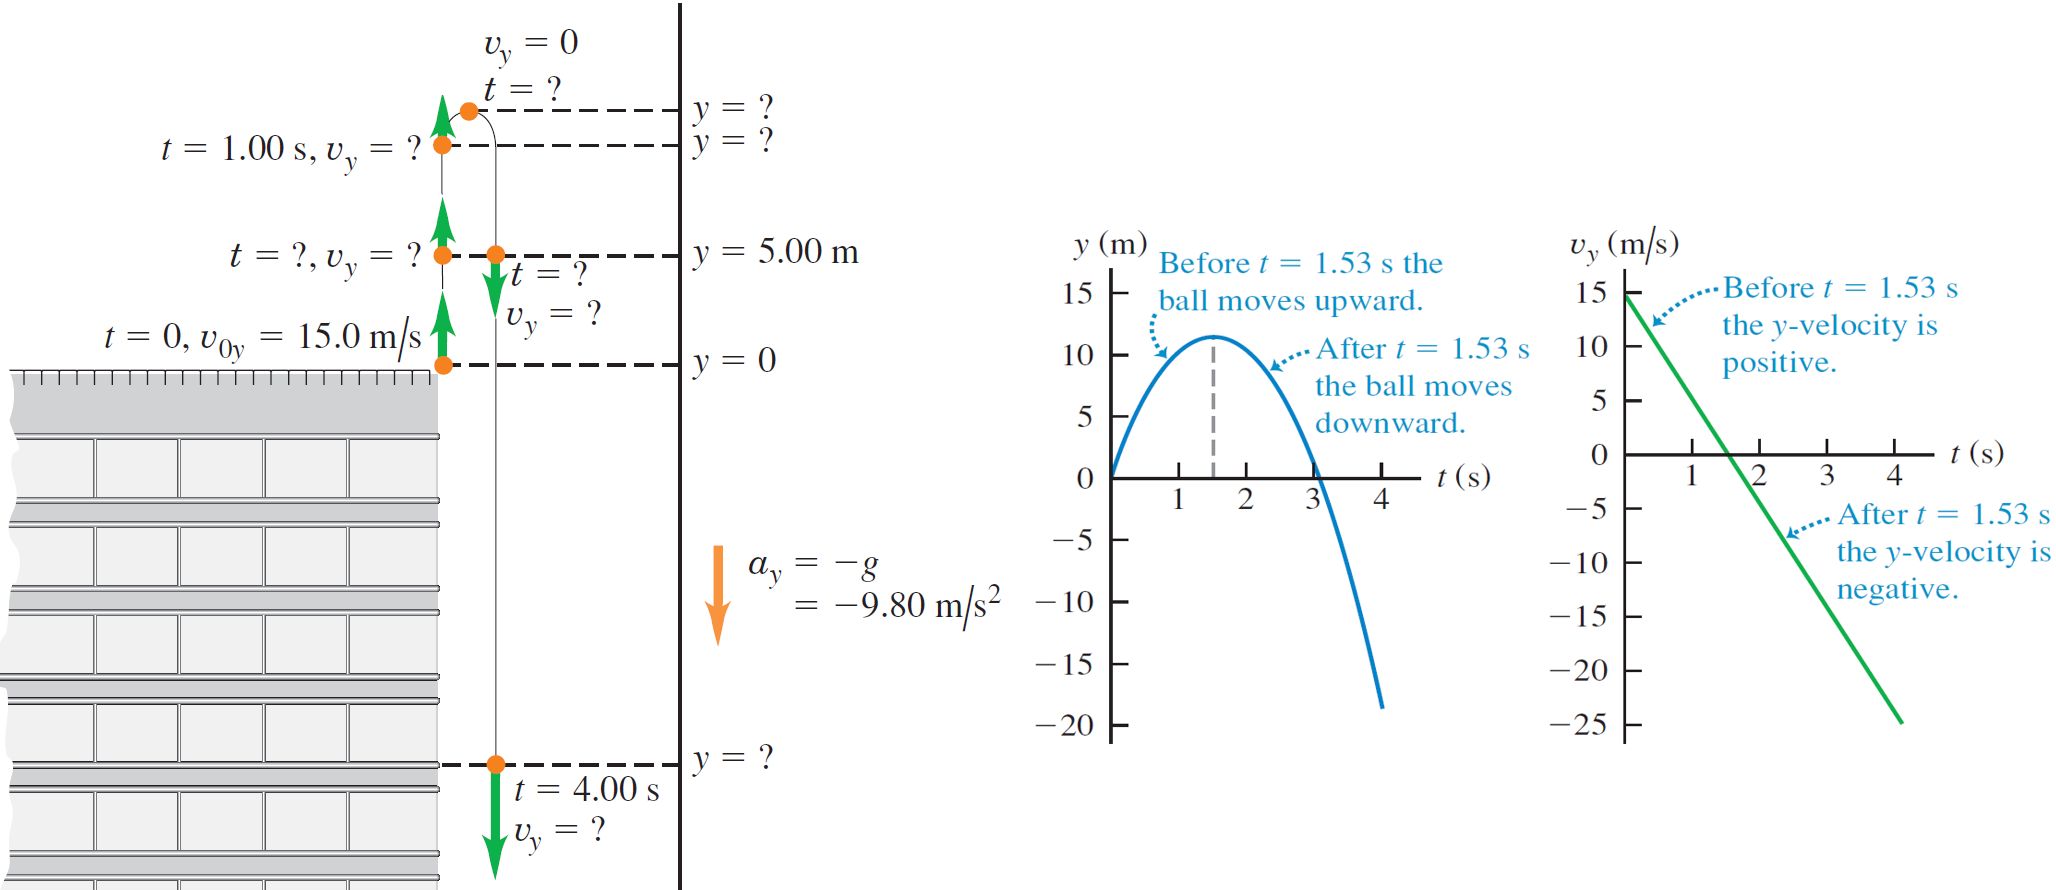 v_y = 0
t = ?
y = ?
y = ?
t = 1.00 s, v_y = ?
t = ?, v_y = ?
y = 5.00 m
t = ?
v_y = ?
t = 0, v_0y = 15.0 m/s
y = 0
a_y = −g
= −9.80 m/s²
y = ?
t = 4.00 s
v_y = ?
y (m)
Before t = 1.53 s the
ball moves upward.
After t = 1.53 s
the ball moves
downward.
15
10
5
0
−5
−10
−15
−20
1 2 3 4
t (s)
v_y (m/s)
Before t = 1.53 s
the y-velocity is
positive.
15
10
5
0
−5
−10
−15
−20
−25
1 2 3 4
t (s)
After t = 1.53 s
the y-velocity is
negative.